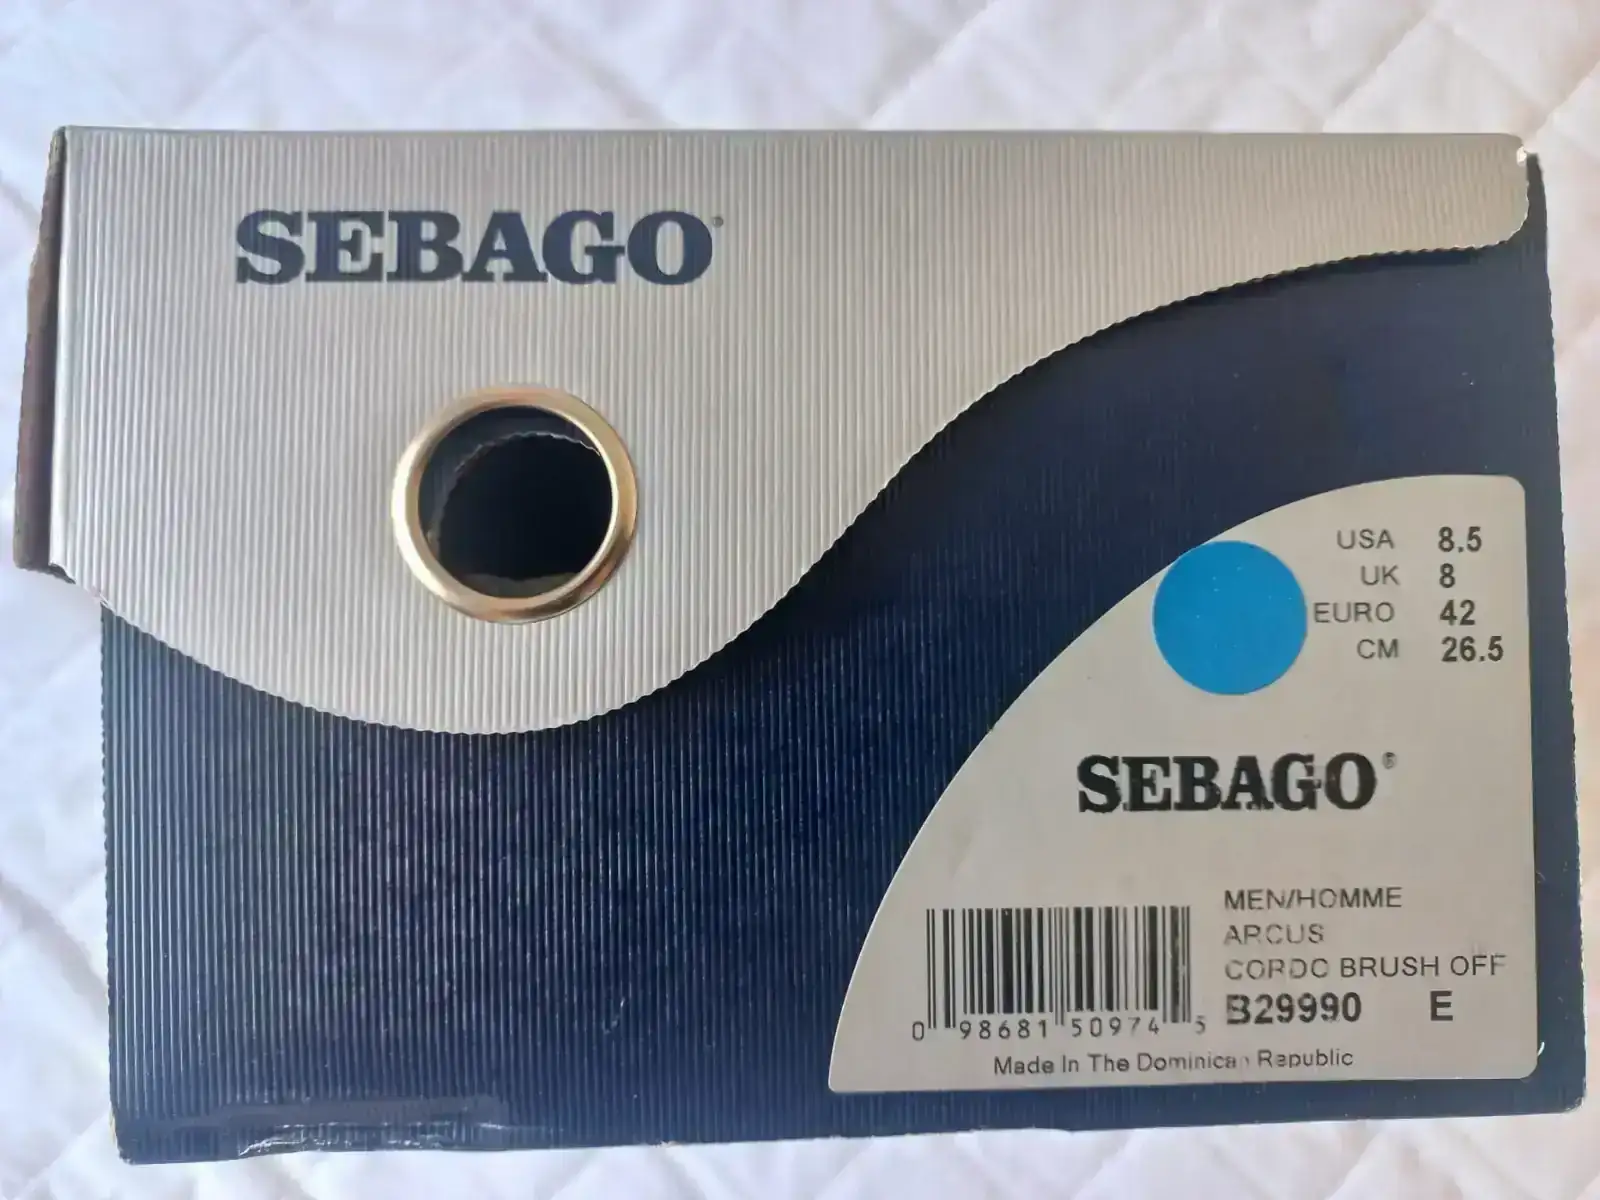 SEBAGO®
USA 8.5
UK 8
EURO 42
CM 26.5
SEBAGO®
MEN/HOMME
ARCUS
CORDO BRUSH OFF
B29990 E
0 98681 50974 5
Made In The Dominican Republic